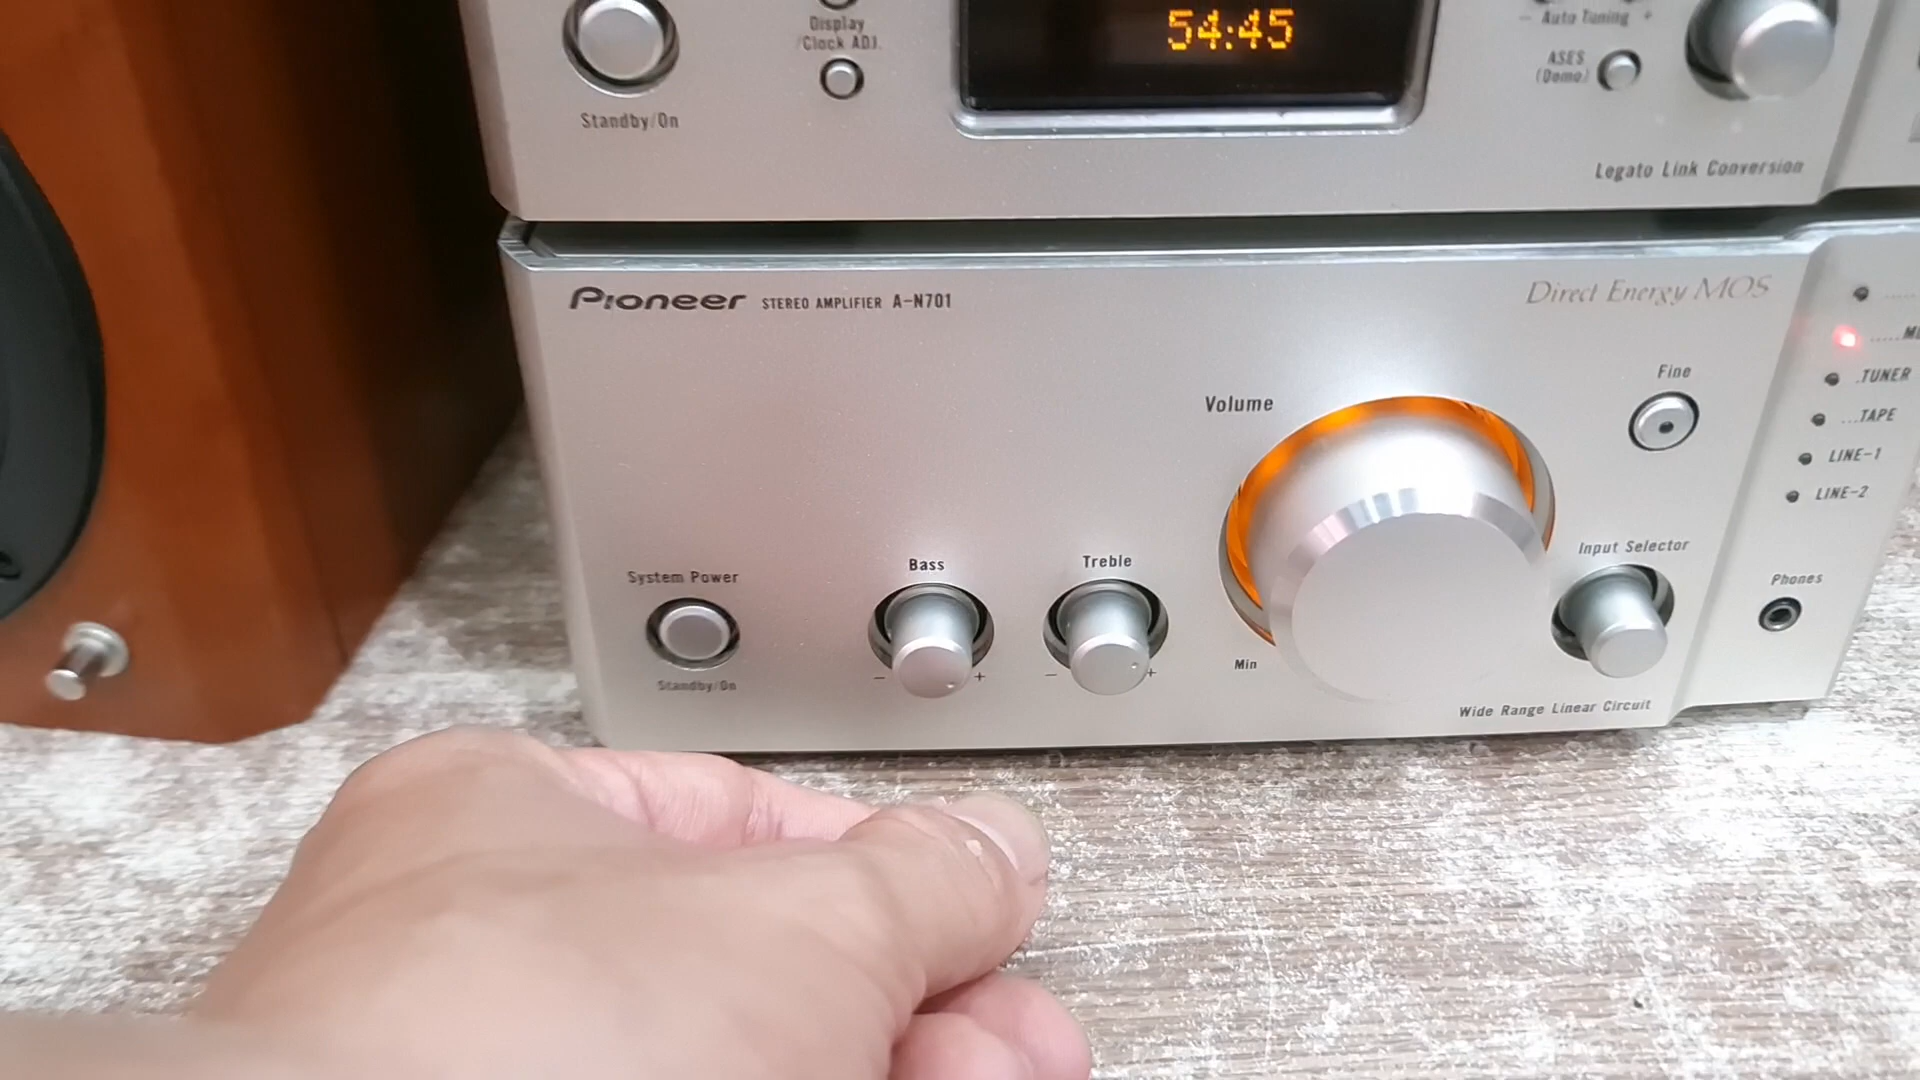 54:45
Display
/Clock ADJ.
Standby/On
− Auto Tuning +
ASES
(Demo)
Legato Link Conversion
Pioneer STEREO AMPLIFIER A-N701
Direct Energy MOS
Fine
Volume
.TUNER
...TAPE
LINE-1
LINE-2
System Power
Standby/On
Bass
− +
Treble
− +
Min
Input Selector
Phones
Wide Range Linear Circuit